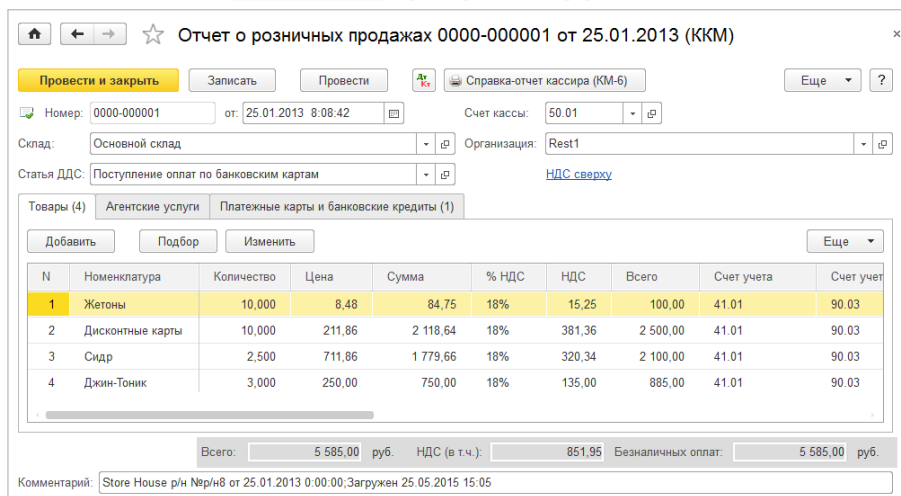 Отчет о розничных продажах 0000-000001 от 25.01.2013 (ККМ)
Провести и закрыть Записать Провести Дт Кт Справка-отчет кассира (КМ-6) Еще ?
Номер: 0000-000001 от: 25.01.2013 8:08:42 Счет кассы: 50.01
Склад: Основной склад Организация: Rest1
Статья ДДС: Поступление оплат по банковским картам НДС сверху
Товары (4) Агентские услуги Платежные карты и банковские кредиты (1)
Добавить Подбор Изменить Еще
N Номенклатура Количество Цена Сумма % НДС НДС Всего Счет учета Счет учет
1 Жетоны 10,000 8,48 84,75 18% 15,25 100,00 41.01 90.03
2 Дисконтные карты 10,000 211,86 2 118,64 18% 381,36 2 500,00 41.01 90.03
3 Сидр 2,500 711,86 1 779,66 18% 320,34 2 100,00 41.01 90.03
4 Джин-Тоник 3,000 250,00 750,00 18% 135,00 885,00 41.01 90.03
Всего: 5 585,00 руб. НДС (в т.ч.): 851,95 Безналичных оплат: 5 585,00 руб.
Комментарий: Store House р/н №р/н8 от 25.01.2013 0:00:00;Загружен 25.05.2015 15:05